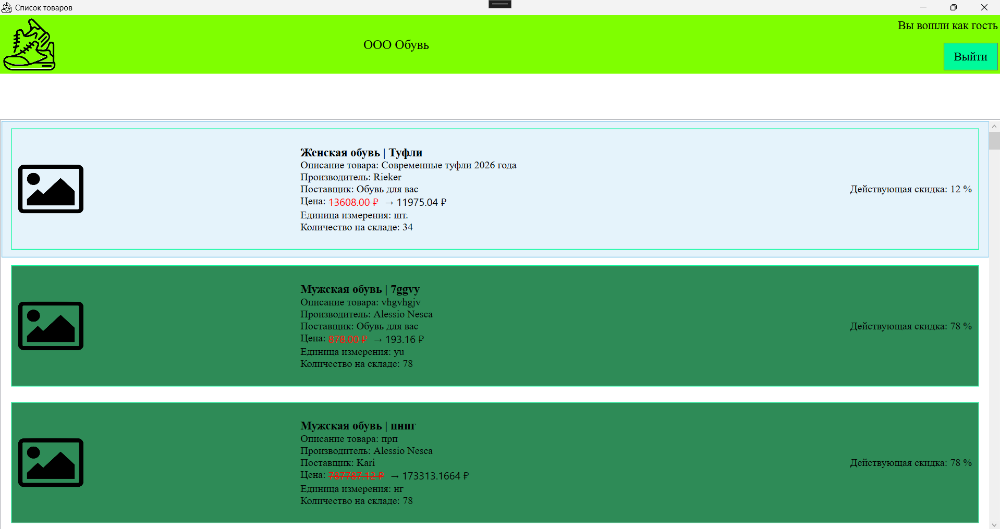 Список товаров
Вы вошли как гость
ООО Обувь
Выйти
Женская обувь | Туфли
Описание товара: Современные туфли 2026 года
Производитель: Rieker
Поставщик: Обувь для вас
Цена: 13608.00 ₽ → 11975.04 ₽
Единица измерения: шт.
Количество на складе: 34
Действующая скидка: 12 %
Мужская обувь | 7ggvy
Описание товара: vhgvhgjv
Производитель: Alessio Nesca
Поставщик: Обувь для вас
Цена: 878.00 ₽ → 193.16 ₽
Единица измерения: yu
Количество на складе: 78
Действующая скидка: 78 %
Мужская обувь | пнпг
Описание товара: прп
Производитель: Alessio Nesca
Поставщик: Kari
Цена: 787787.12 ₽ → 173313.1664 ₽
Единица измерения: нг
Количество на складе: 78
Действующая скидка: 78 %